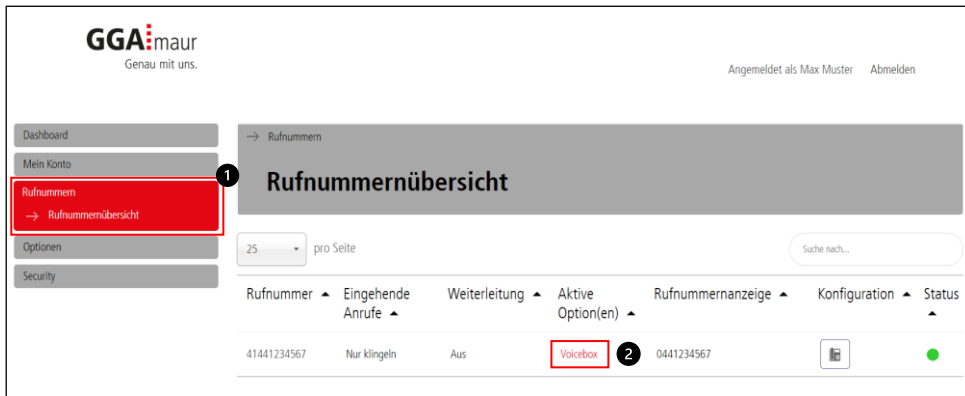 GGA maur
Genau mit uns.
Angemeldet als Max Muster Abmelden
Dashboard
Mein Konto
Rufnummern
→ Rufnummernübersicht
Optionen
Security
1
→ Rufnummern
Rufnummernübersicht
25 pro Seite
Suche nach...
Rufnummer Eingehende Anrufe Weiterleitung Aktive Option(en) Rufnummernanzeige Konfiguration Status
41441234567 Nur klingeln Aus Voicebox 2 0441234567